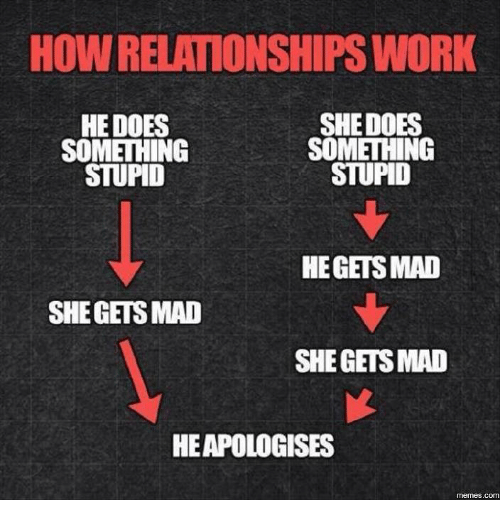 HOW RELATIONSHIPS WORK
HE DOES
SOMETHING
STUPID
SHE GETS MAD
SHE DOES
SOMETHING
STUPID
HE GETS MAD
SHE GETS MAD
HE APOLOGISES
memes.com